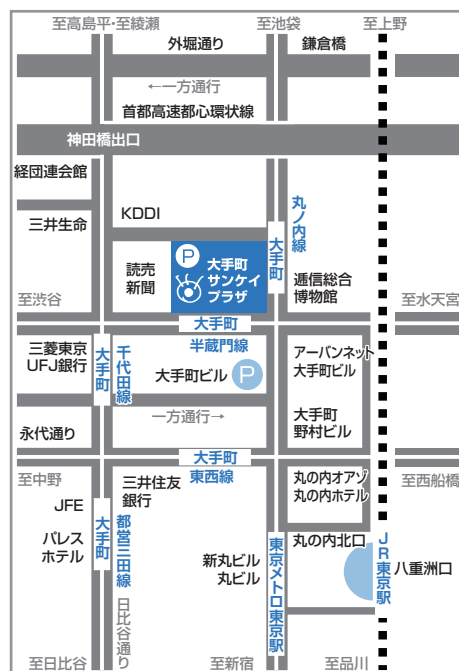 至高島平・至綾瀬
至池袋
至上野
外堀通り
鎌倉橋
←一方通行
首都高速都心環状線
神田橋出口
経団連会館
三井生命
KDDI
丸ノ内線
大手町
P
大手町
サンケイ
プラザ
読売
新聞
逓信総合
博物館
至渋谷
至水天宮
大手町
半蔵門線
三菱東京
UFJ銀行
大手町
千代田線
大手町ビル
P
アーバンネット
大手町ビル
一方通行→
大手町
野村ビル
永代通り
大手町
東西線
至中野
三井住友
銀行
丸の内オアゾ
丸の内ホテル
至西船橋
JFE
パレス
ホテル
大手町
都営三田線
日比谷通り
新丸ビル
丸ビル
東京メトロ東京駅
丸の内北口
JR東京駅
八重洲口
至日比谷
至新宿
至品川